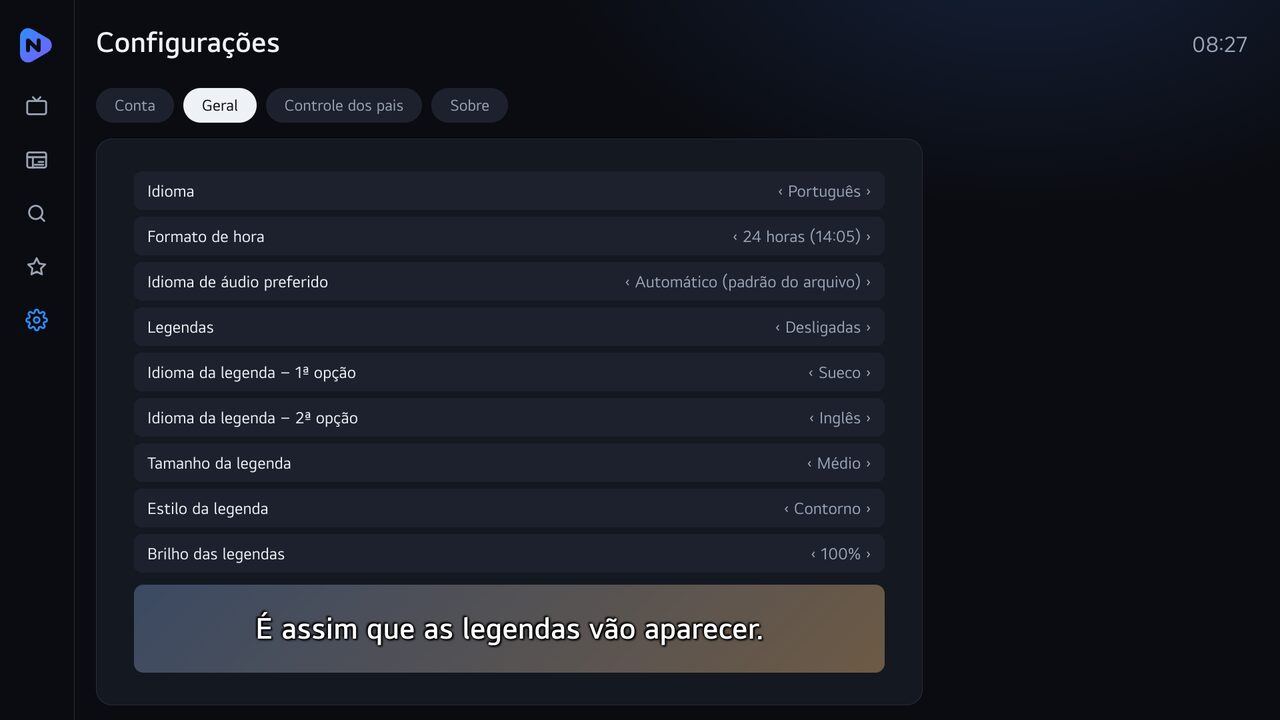 N
Configurações
08:27
Conta
Geral
Controle dos pais
Sobre
Idioma ‹ Português ›
Formato de hora ‹ 24 horas (14:05) ›
Idioma de áudio preferido ‹ Automático (padrão do arquivo) ›
Legendas ‹ Desligadas ›
Idioma da legenda – 1ª opção ‹ Sueco ›
Idioma da legenda – 2ª opção ‹ Inglês ›
Tamanho da legenda ‹ Médio ›
Estilo da legenda ‹ Contorno ›
Brilho das legendas ‹ 100% ›
É assim que as legendas vão aparecer.